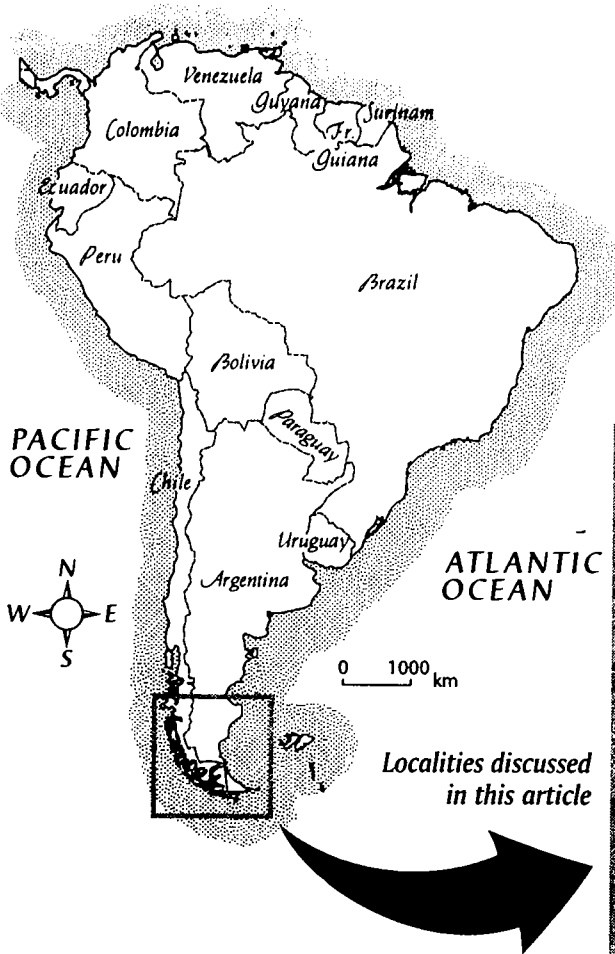 Venezuela
Guyana
Surinam
Colombia
Fr.
Guiana
Ecuador
Peru
Brazil
Bolivia
Paraguay
PACIFIC
OCEAN
Chile
Uruguay
ATLANTIC
OCEAN
Argentina
N
W E
S
0 1000
km
Localities discussed
in this article